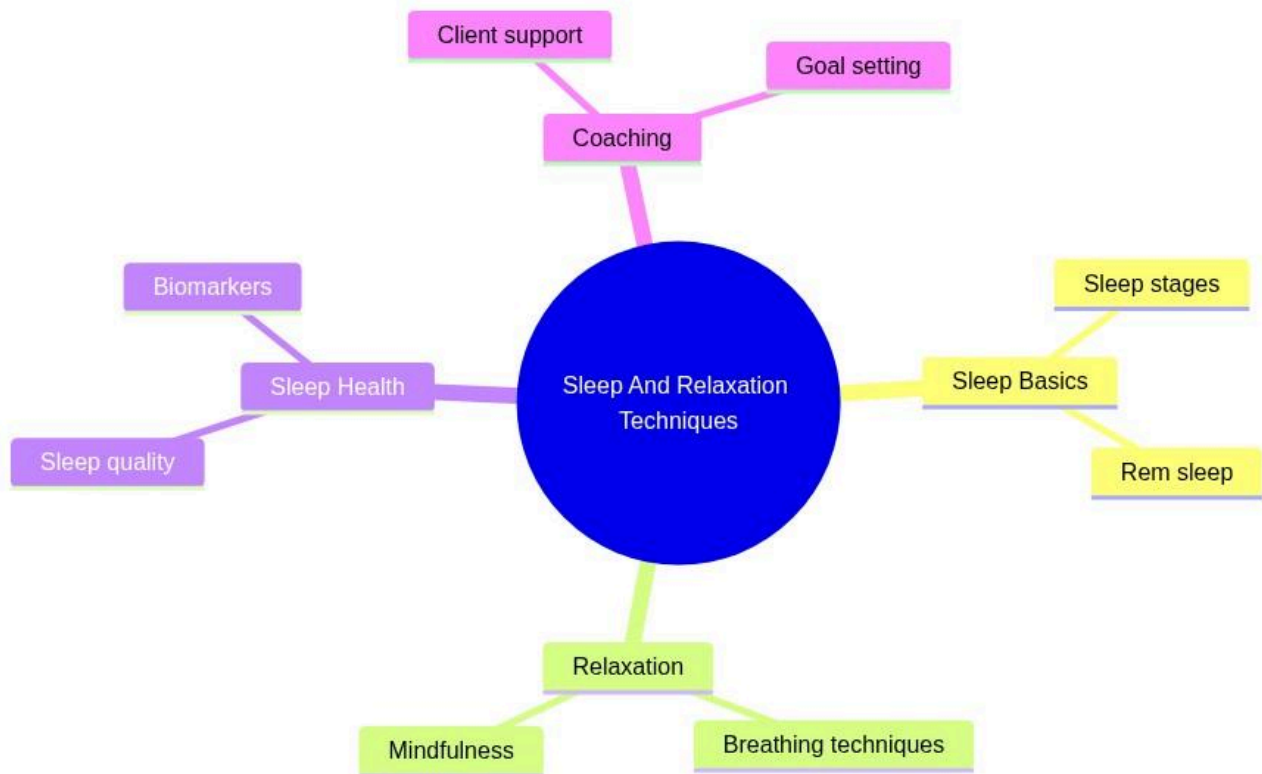 Client support
Goal setting
Coaching
Biomarkers
Sleep stages
Sleep Health
Sleep And Relaxation
Techniques
Sleep Basics
Sleep quality
Rem sleep
Relaxation
Mindfulness
Breathing techniques